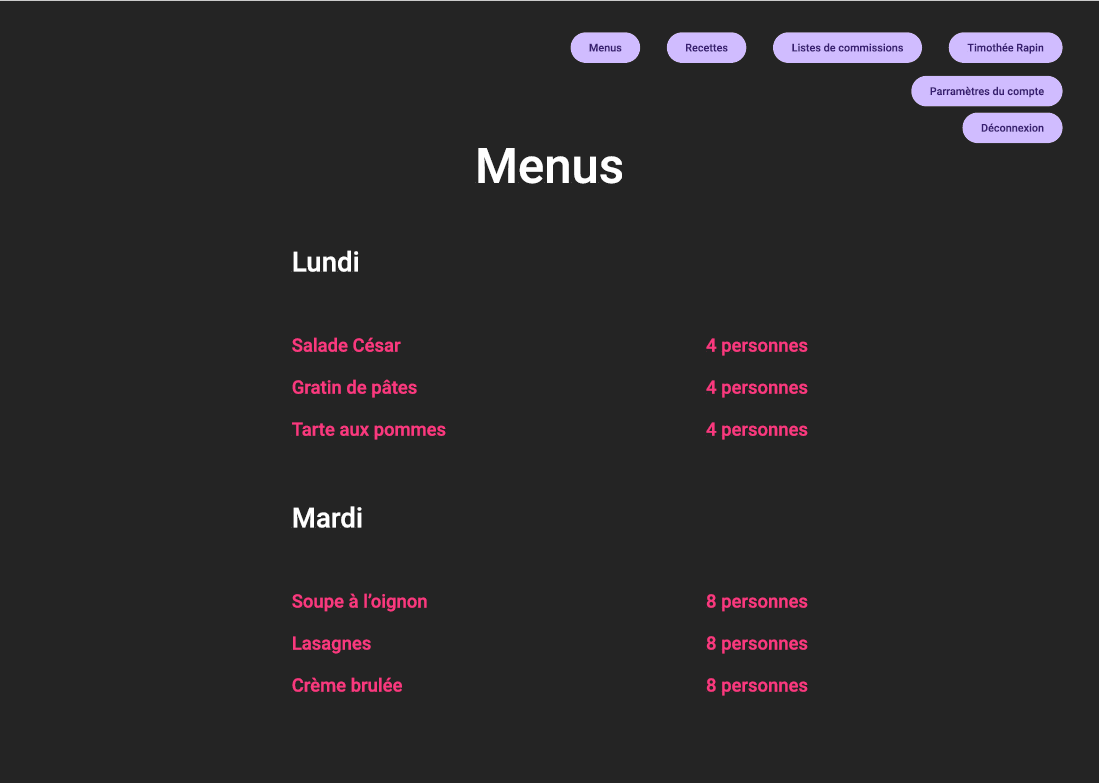 Menus Recettes Listes de commissions Timothée Rapin
Parramètres du compte
Déconnexion
Menus
Lundi
Salade César 4 personnes
Gratin de pâtes 4 personnes
Tarte aux pommes 4 personnes
Mardi
Soupe à l’oignon 8 personnes
Lasagnes 8 personnes
Crème brulée 8 personnes